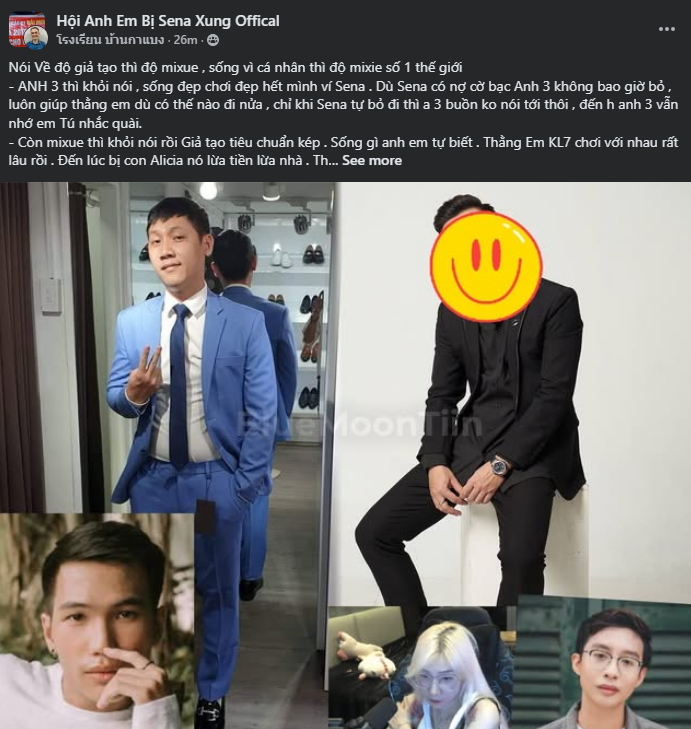 Hội Anh Em Bị Sena Xung Offical
โรงเรียน บ้านกาแบง · 26m ·
Nói Về độ giả tạo thì độ mixue , sống vì cá nhân thì độ mixie số 1 thế giới
- ANH 3 thì khỏi nói , sống đẹp chơi đẹp hết mình ví Sena . Dù Sena có nợ cờ bạc Anh 3 không bao giờ bỏ ,
luôn giúp thằng em dù có thế nào đi nửa , chỉ khi Sena tự bỏ đi thì a 3 buồn ko nói tới thôi , đến h anh 3 vẫn
nhớ em Tú nhắc quài.
- Còn mixue thì khỏi nói rồi Giả tạo tiêu chuẩn kép . Sống gì anh em tự biết . Thằng Em KL7 chơi với nhau rất
lâu rồi . Đến lúc bị con Alicia nó lừa tiền lừa nhà . Th... See more
BlueMoonTiin